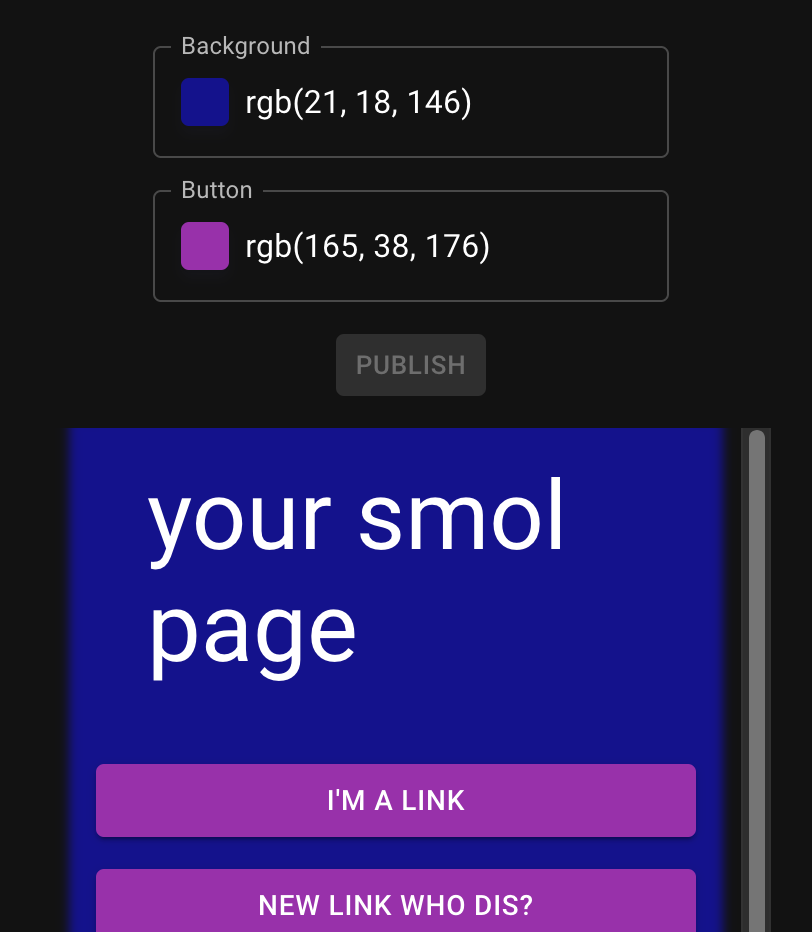 Background
rgb(21, 18, 146)
Button
rgb(165, 38, 176)
PUBLISH
your smol
page
I'M A LINK
NEW LINK WHO DIS?